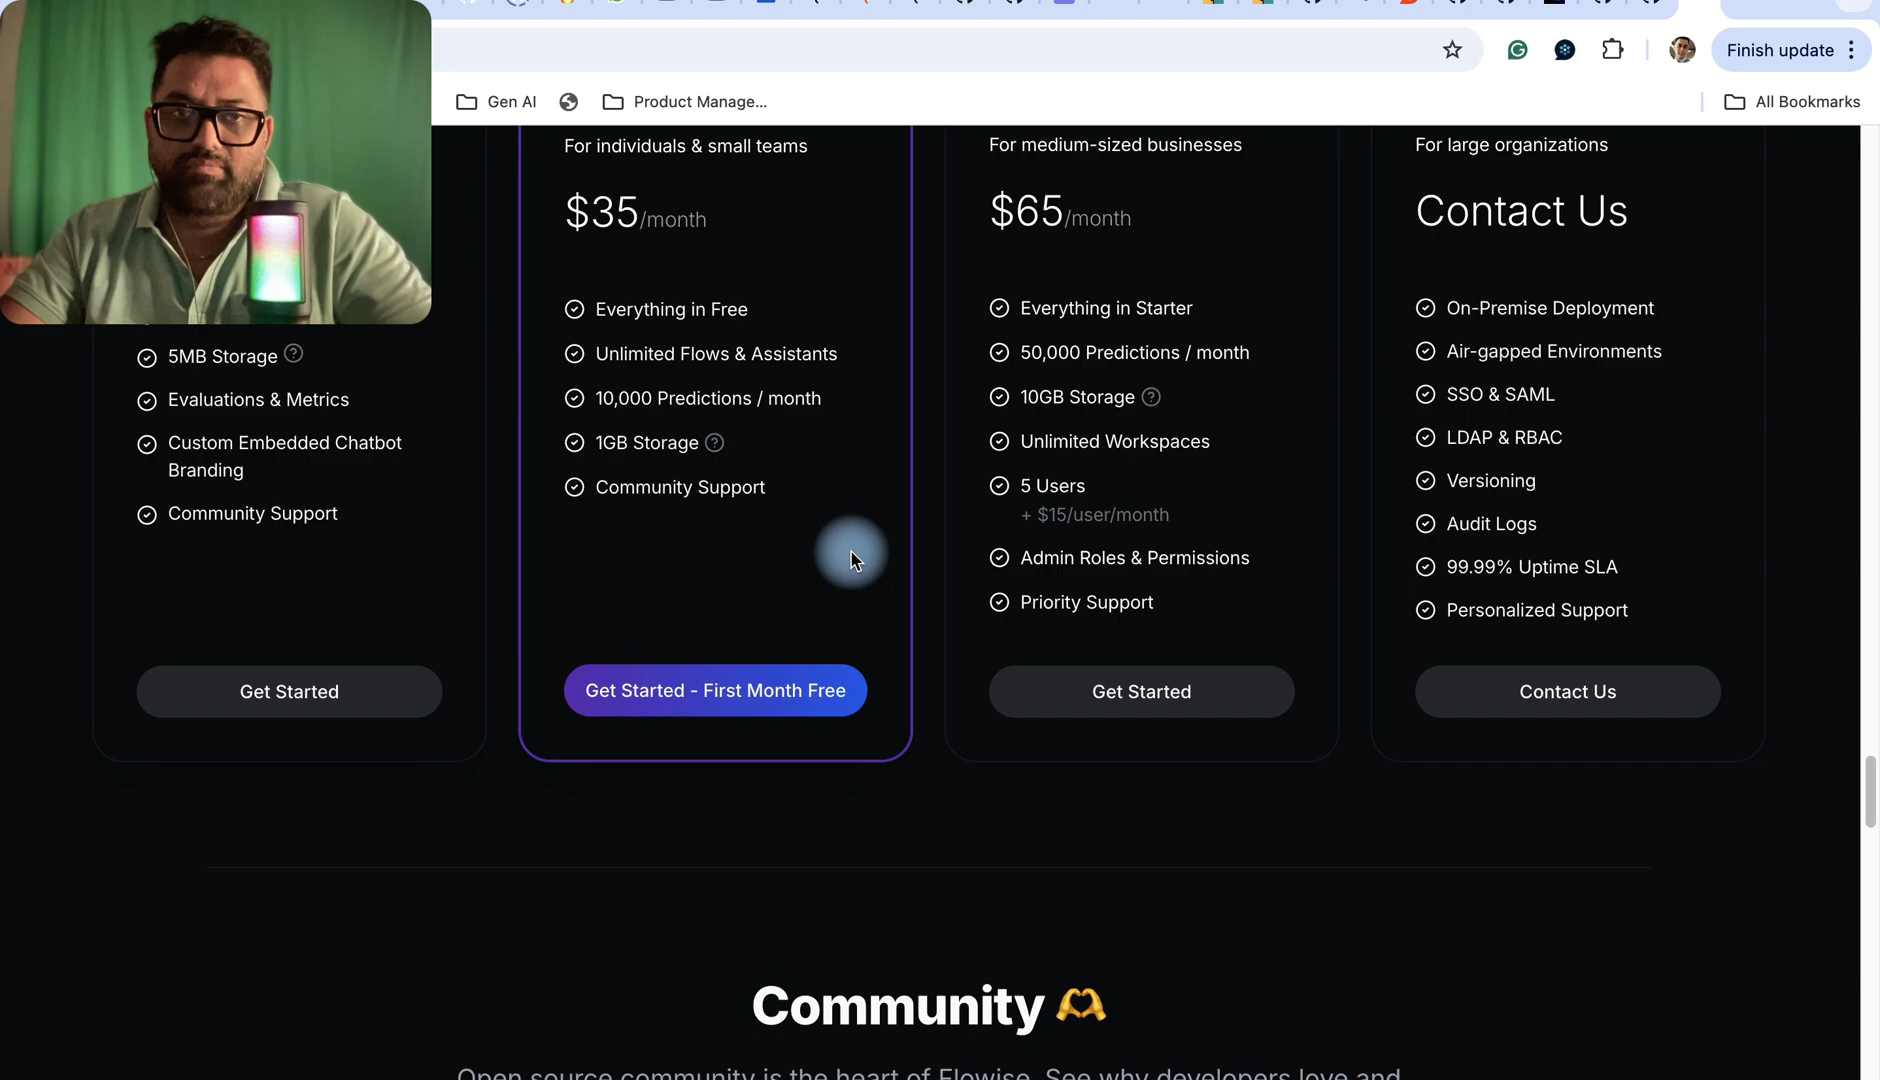 Finish update
Gen AI
Product Manage...
All Bookmarks
5MB Storage
Evaluations & Metrics
Custom Embedded Chatbot
Branding
Community Support
Get Started
For individuals & small teams
$35/month
Everything in Free
Unlimited Flows & Assistants
10,000 Predictions / month
1GB Storage
Community Support
Get Started - First Month Free
For medium-sized businesses
$65/month
Everything in Starter
50,000 Predictions / month
10GB Storage
Unlimited Workspaces
5 Users
+ $15/user/month
Admin Roles & Permissions
Priority Support
Get Started
For large organizations
Contact Us
On-Premise Deployment
Air-gapped Environments
SSO & SAML
LDAP & RBAC
Versioning
Audit Logs
99.99% Uptime SLA
Personalized Support
Contact Us
Community 🫶
Open source community is the heart of Flowise. See why developers love and